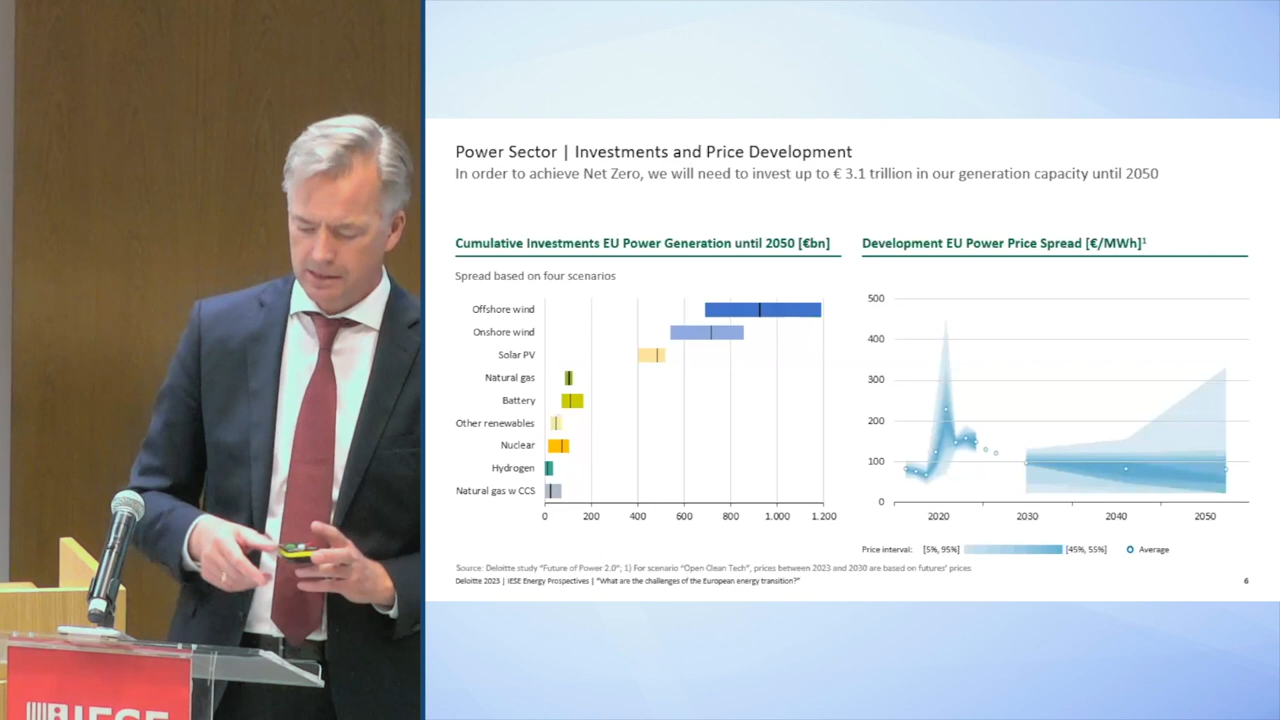 Power Sector | Investments and Price Development
In order to achieve Net Zero, we will need to invest up to € 3.1 trillion in our generation capacity until 2050
Cumulative Investments EU Power Generation until 2050 [€bn]
Spread based on four scenarios
Offshore wind
Onshore wind
Solar PV
Natural gas
Battery
Other renewables
Nuclear
Hydrogen
Natural gas w CCS
0 200 400 600 800 1.000 1.200
Development EU Power Price Spread [€/MWh]¹
500
400
300
200
100
0
2020 2030 2040 2050
Price interval: [5%, 95%] [45%, 55%] Average
Source: Deloitte study "Future of Power 2.0"; 1) For scenario "Open Clean Tech", prices between 2023 and 2030 are based on futures' prices
Deloitte 2023 | IESE Energy Prospectives | "What are the challenges of the European energy transition?"
6
IESE